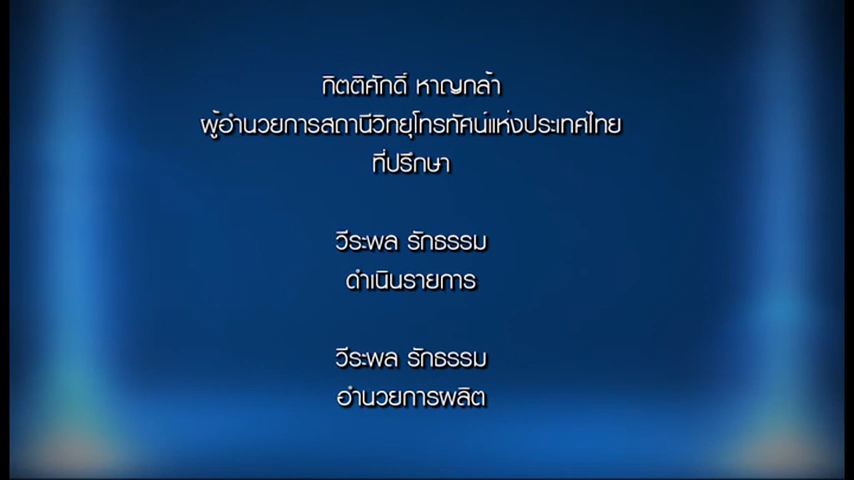 กิตติศักดิ์ หาญกล้า
ผู้อำนวยการสถานีวิทยุโทรทัศน์แห่งประเทศไทย
ที่ปรึกษา
วีระพล รักธรรม
ดำเนินรายการ
วีระพล รักธรรม
อำนวยการผลิต